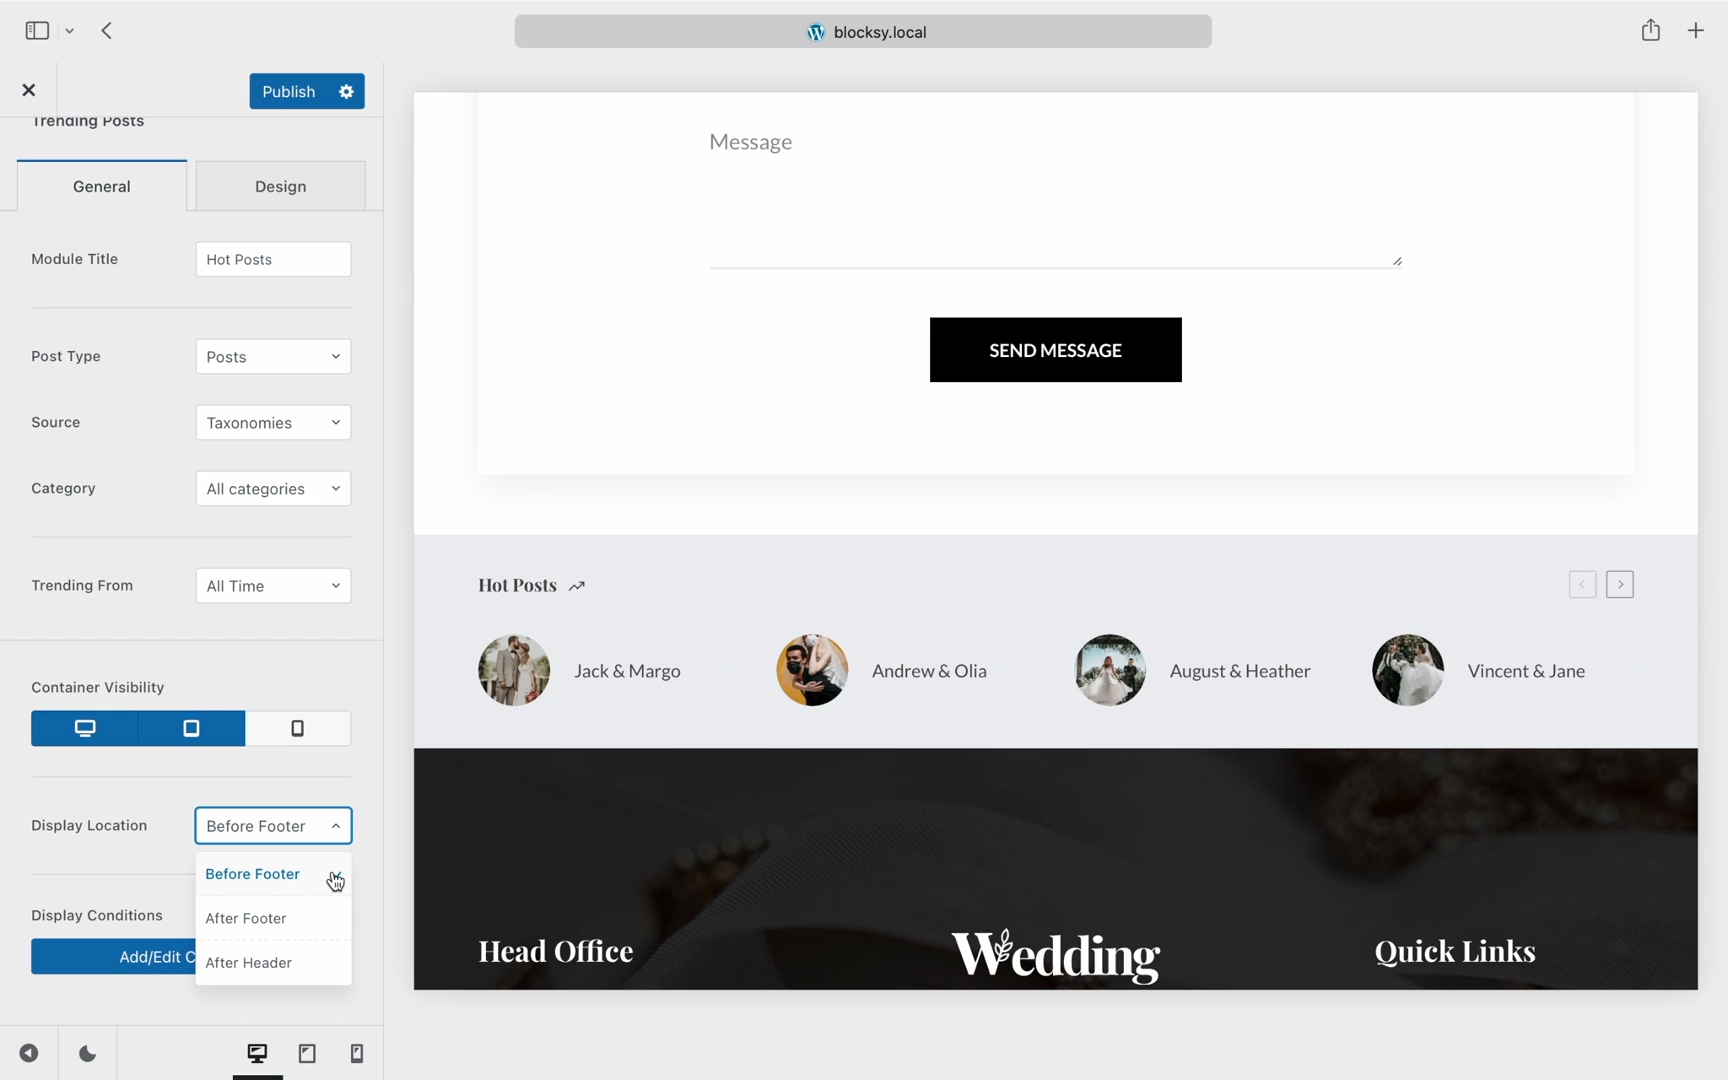 blocksy.local
Publish
Trending Posts
General
Design
Module Title
Hot Posts
Post Type
Posts
Source
Taxonomies
Category
All categories
Trending From
All Time
Container Visibility
Display Location
Before Footer
Before Footer
After Footer
After Header
Display Conditions
Add/Edit C
Message
SEND MESSAGE
Hot Posts
Jack & Margo
Andrew & Olia
August & Heather
Vincent & Jane
Head Office
Wedding
Quick Links